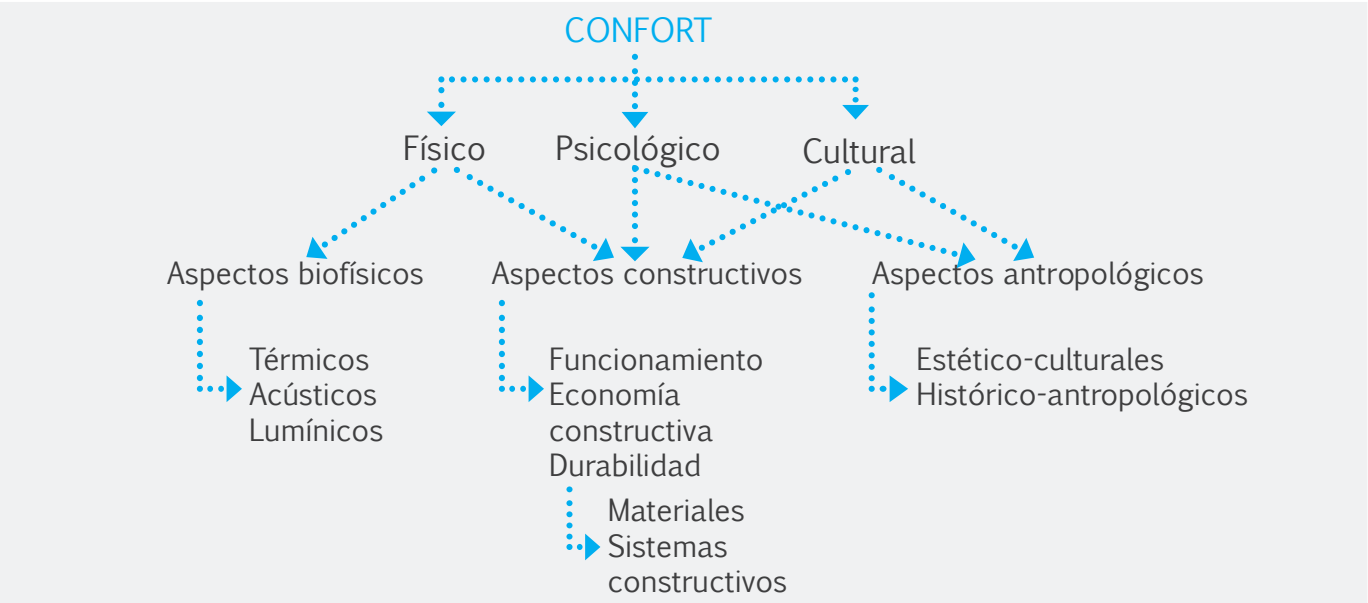 CONFORT
Físico
Psicológico
Cultural
Aspectos biofísicos
Aspectos constructivos
Aspectos antropológicos
Térmicos
Acústicos
Lumínicos
Funcionamiento
Economía
constructiva
Durabilidad
Estético-culturales
Histórico-antropológicos
Materiales
Sistemas
constructivos